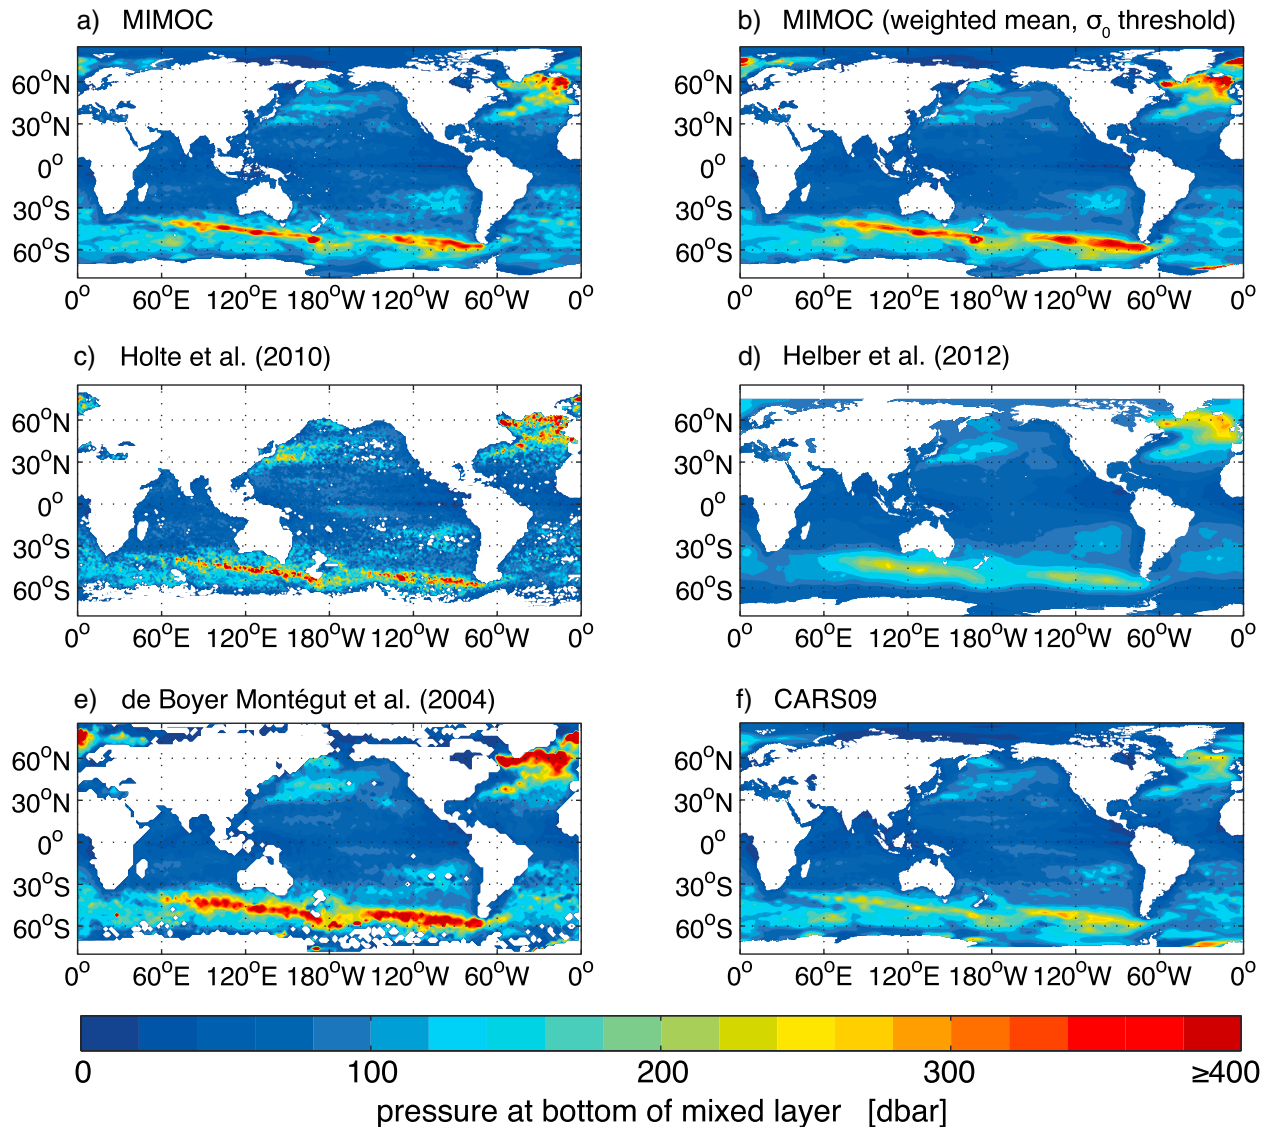 a) MIMOC
b) MIMOC (weighted mean, σ₀ threshold)
60°N
30°N
0°
30°S
60°S
0° 60°E 120°E 180°W 120°W 60°W 0°
60°N
30°N
0°
30°S
60°S
0° 60°E 120°E 180°W 120°W 60°W 0°
c) Holte et al. (2010)
d) Helber et al. (2012)
60°N
30°N
0°
30°S
60°S
0° 60°E 120°E 180°W 120°W 60°W 0°
60°N
30°N
0°
30°S
60°S
0° 60°E 120°E 180°W 120°W 60°W 0°
e) de Boyer Montégut et al. (2004)
f) CARS09
60°N
30°N
0°
30°S
60°S
0° 60°E 120°E 180°W 120°W 60°W 0°
60°N
30°N
0°
30°S
60°S
0° 60°E 120°E 180°W 120°W 60°W 0°
0 100 200 300 ≥400
pressure at bottom of mixed layer [dbar]